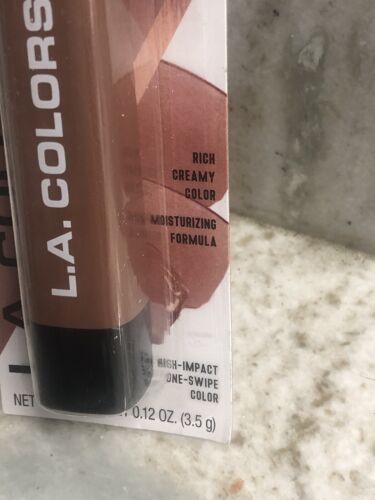 L.A. COLORS
RICH
CREAMY
COLOR
MOISTURIZING
FORMULA
HIGH-IMPACT
ONE-SWIPE
COLOR
NET 0.12 OZ. (3.5 g)